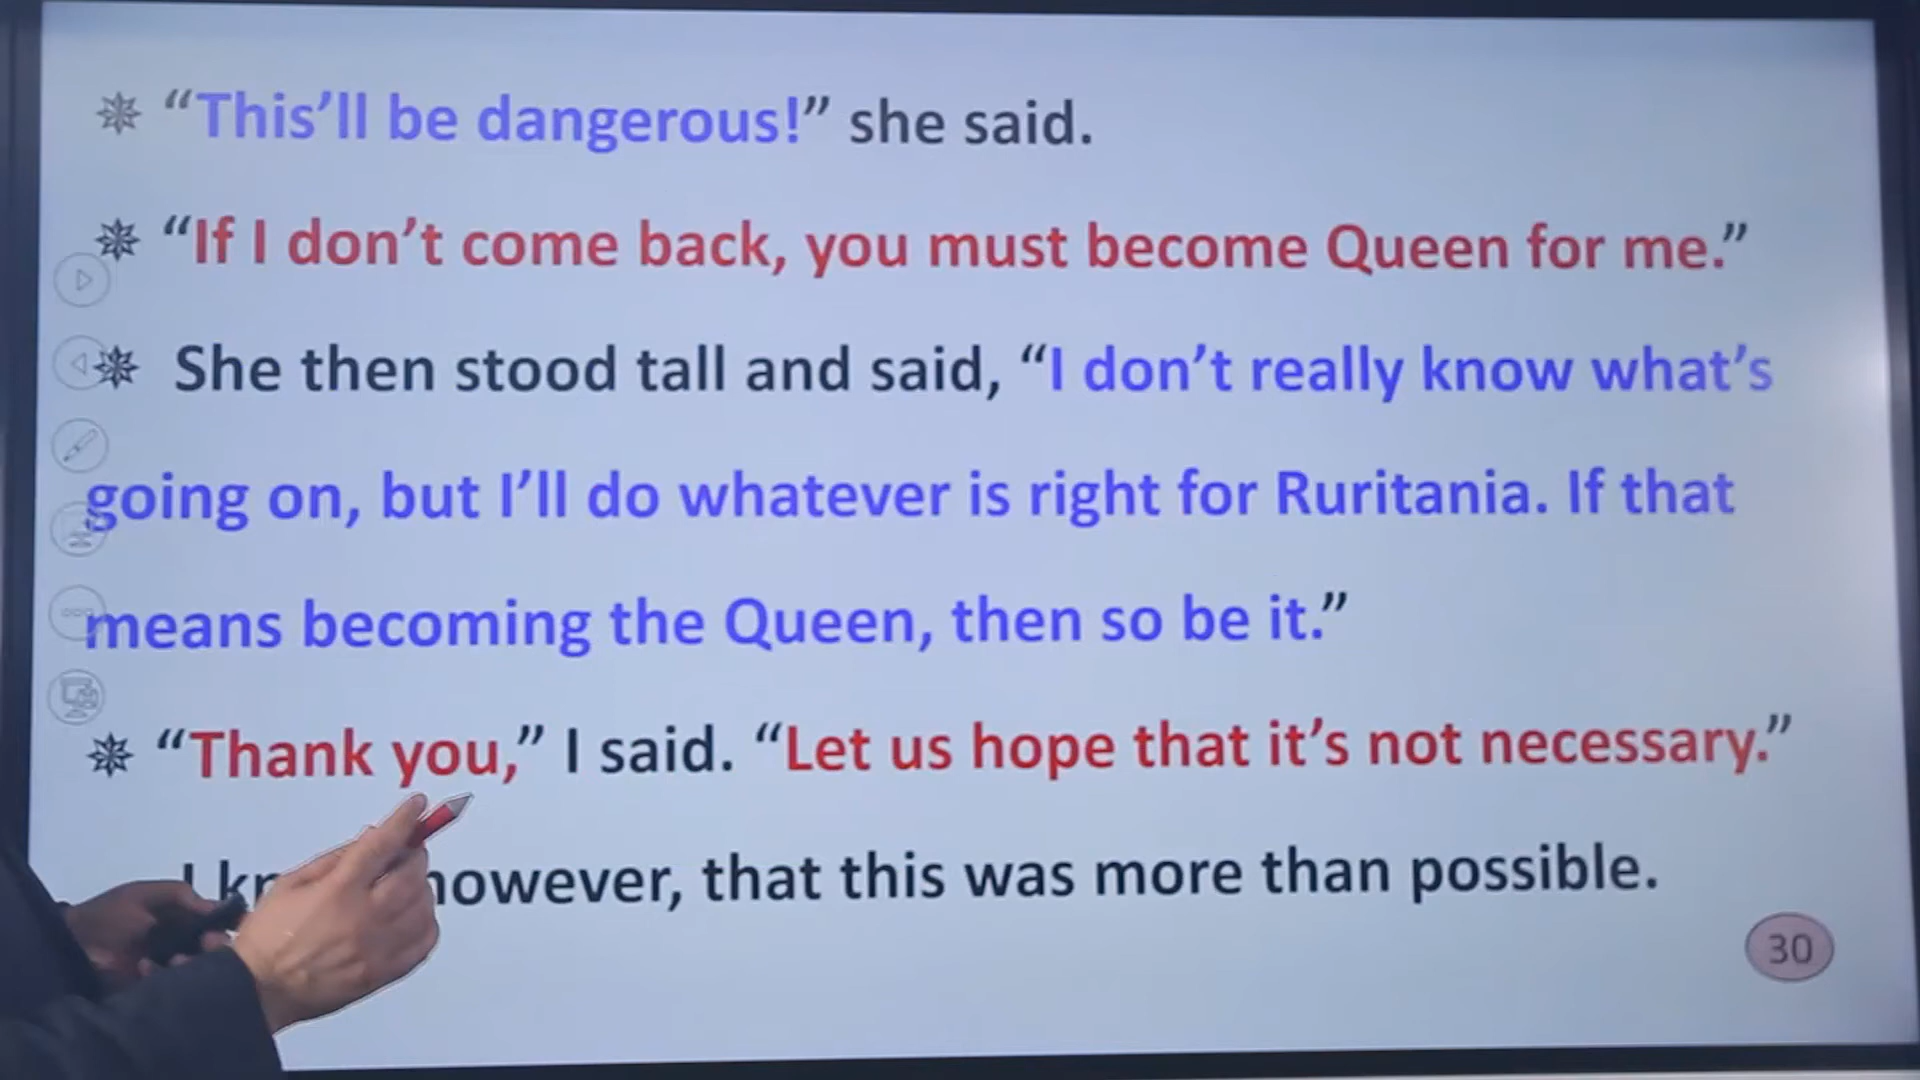 “This’ll be dangerous!” she said.
“If I don’t come back, you must become Queen for me.”
She then stood tall and said, “I don’t really know what’s
going on, but I’ll do whatever is right for Ruritania. If that
means becoming the Queen, then so be it.”
“Thank you,” I said. “Let us hope that it’s not necessary.”
I however, that this was more than possible.
30